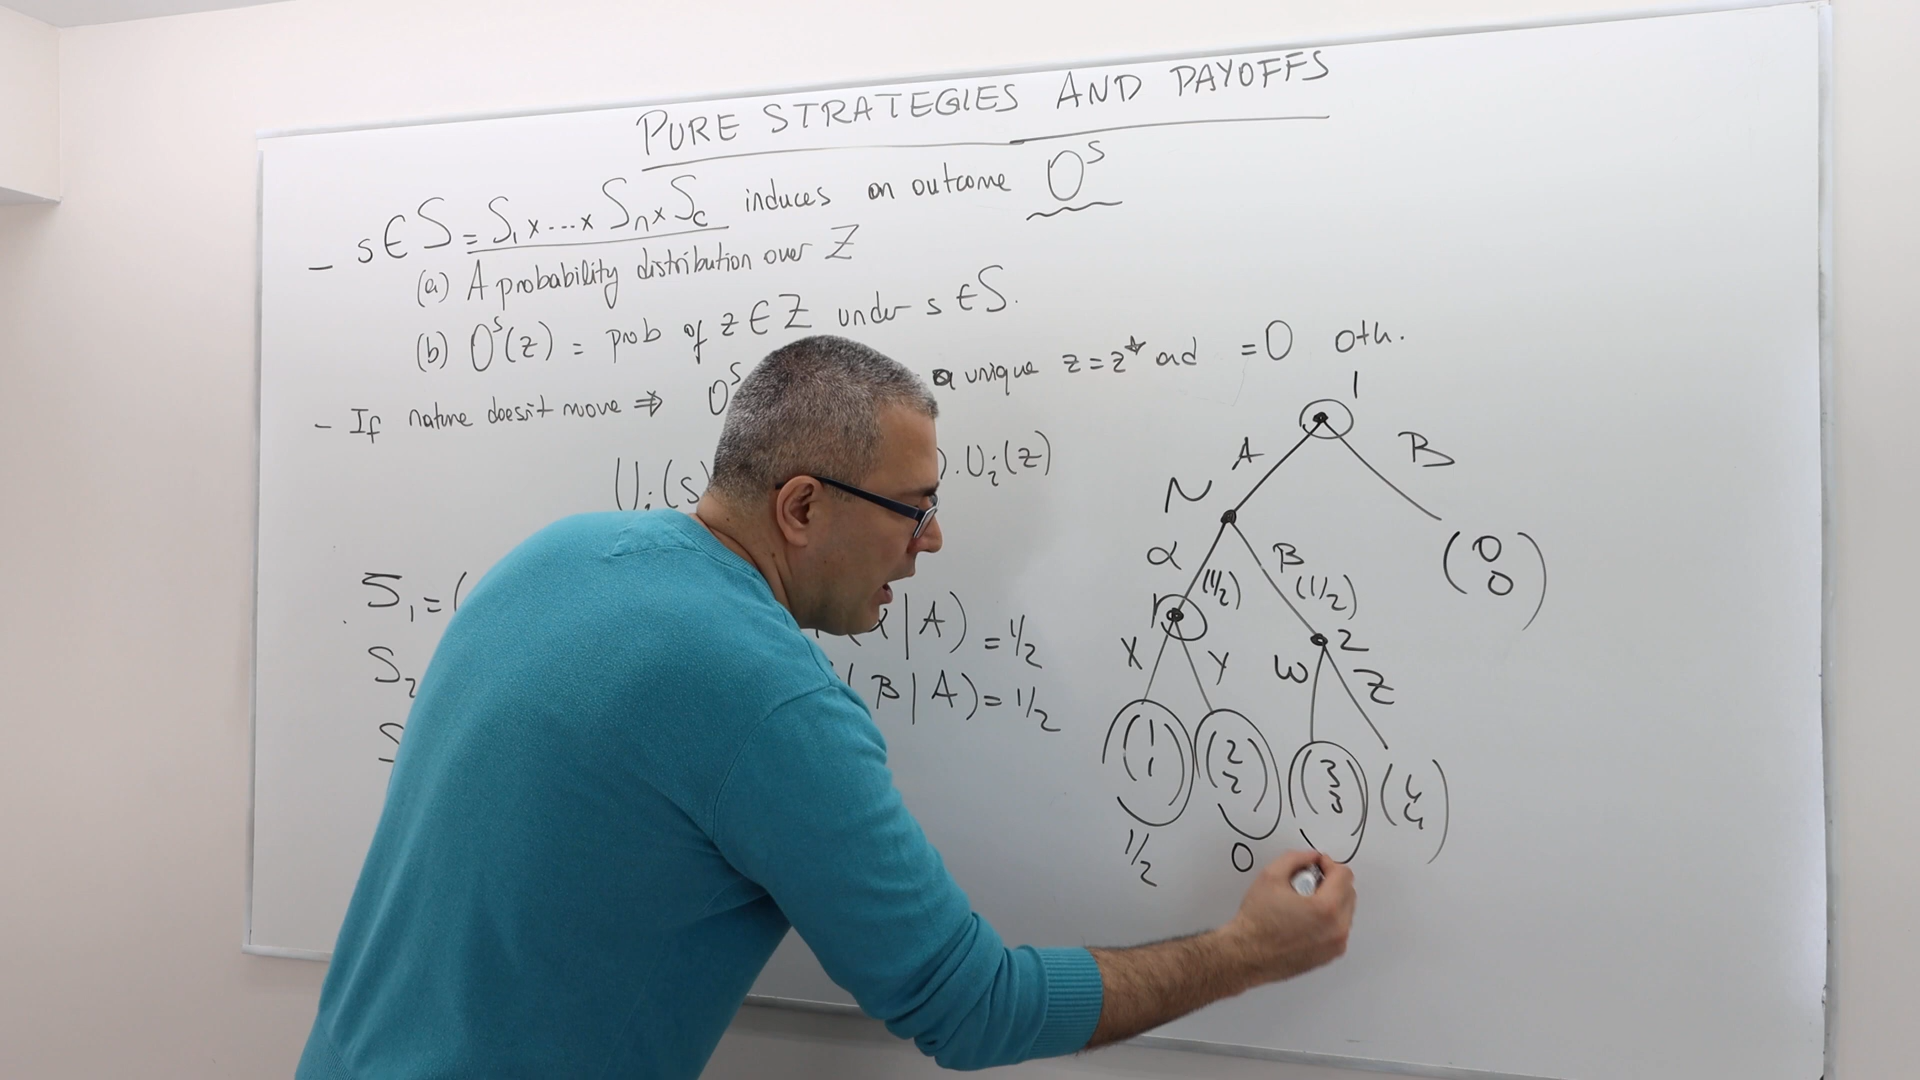 PURE STRATEGIES AND PAYOFFS
- s ∈ S = S₁ x ... x Sₙ x S_c induces an outcome O^s
(a) A probability distribution over Z
(b) O^s(z) = prob of z ∈ Z under s ∈ S.
- If nature doesn't move ⇒ O^s a unique z = z* and = 0 oth.
U_i(s ) . U_i(z)
S₁ = (
S₂
S
α | A) = 1/2
( B | A) = 1/2
1
A B
N
α B
(1/2) (1/2)
(0 0)
1 2
X Y W Z
(1 1) (2 2) (3 3) (4 4)
1/2 0